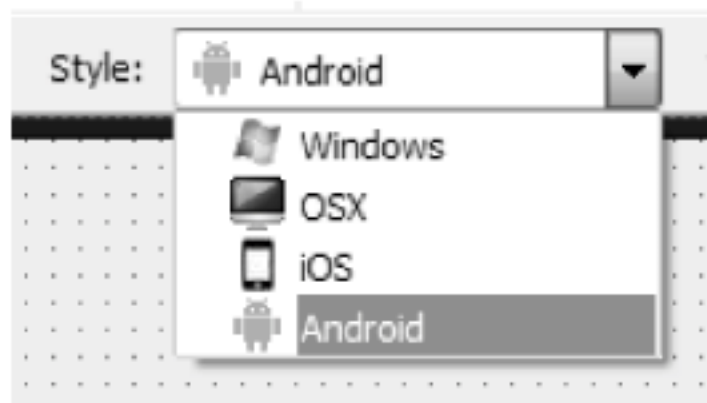 Style: Android
Windows
OSX
iOS
Android